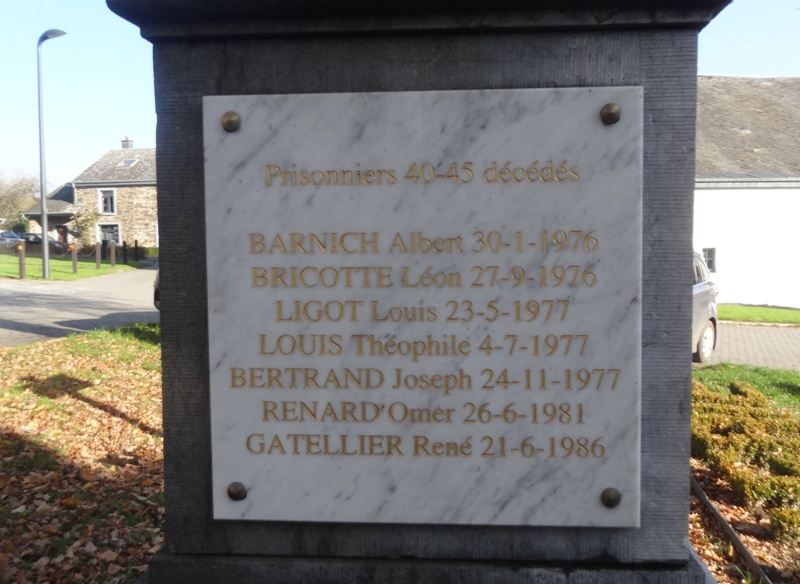 Prisonniers 40-45 décédés
BARNICH Albert 30-1-1976
BRICOTTE Léon 27-9-1976
LIGOT Louis 23-5-1977
LOUIS Théophile 4-7-1977
BERTRAND Joseph 24-11-1977
RENARD Omer 26-6-1981
GATELLIER René 21-6-1986